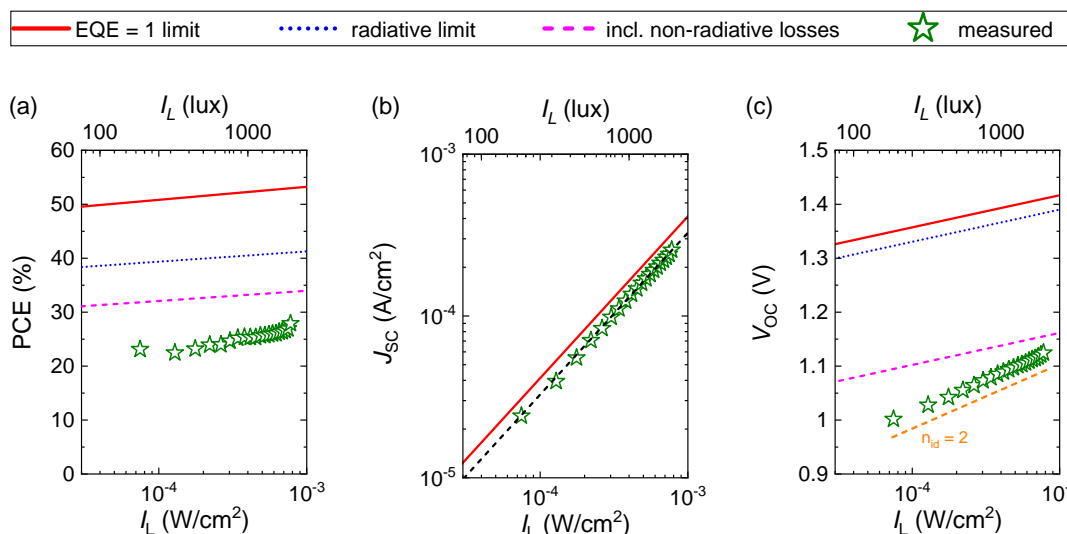 EQE = 1 limit radiative limit incl. non-radiative losses measured
(a) I_L (lux)
100 1000
PCE (%)
60
50
40
30
20
10
0
10⁻⁴ 10⁻³
I_L (W/cm²)
(b) I_L (lux)
100 1000
J_SC (A/cm²)
10⁻³
10⁻⁴
10⁻⁵
10⁻⁴ 10⁻³
I_L (W/cm²)
(c) I_L (lux)
100 1000
V_OC (V)
1.5
1.4
1.3
1.2
1.1
1
0.9
n_id = 2
10⁻⁴
I_L (W/cm²)